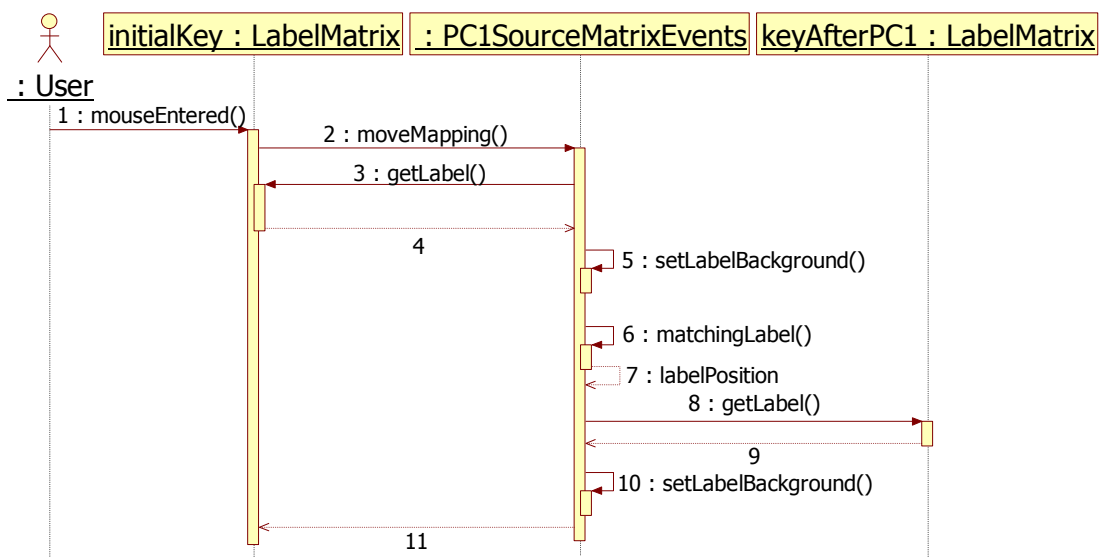 initialKey : LabelMatrix
: PC1SourceMatrixEvents
keyAfterPC1 : LabelMatrix
: User
1 : mouseEntered()
2 : moveMapping()
3 : getLabel()
4
5 : setLabelBackground()
6 : matchingLabel()
7 : labelPosition
8 : getLabel()
9
10 : setLabelBackground()
11